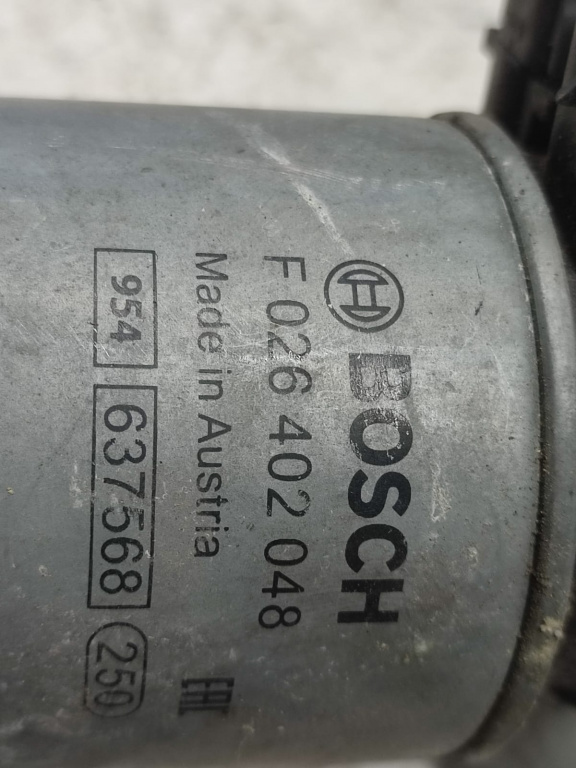 BOSCH
F 026 402 048
Made in Austria
954 637568 250
EAC